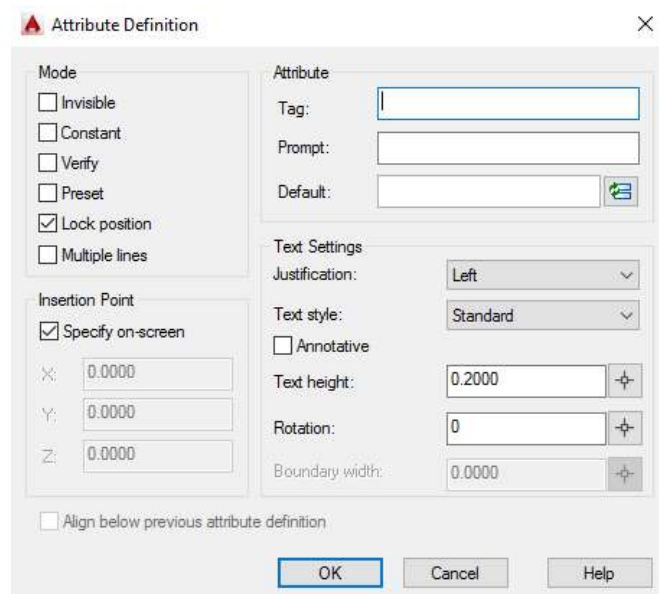 Attribute Definition
Mode
Invisible
Constant
Verify
Preset
Lock position
Multiple lines
Insertion Point
Specify on-screen
X: 0.0000
Y: 0.0000
Z: 0.0000
Attribute
Tag:
Prompt:
Default:
Text Settings
Justification: Left
Text style: Standard
Annotative
Text height: 0.2000
Rotation: 0
Boundary width: 0.0000
Align below previous attribute definition
OK Cancel Help